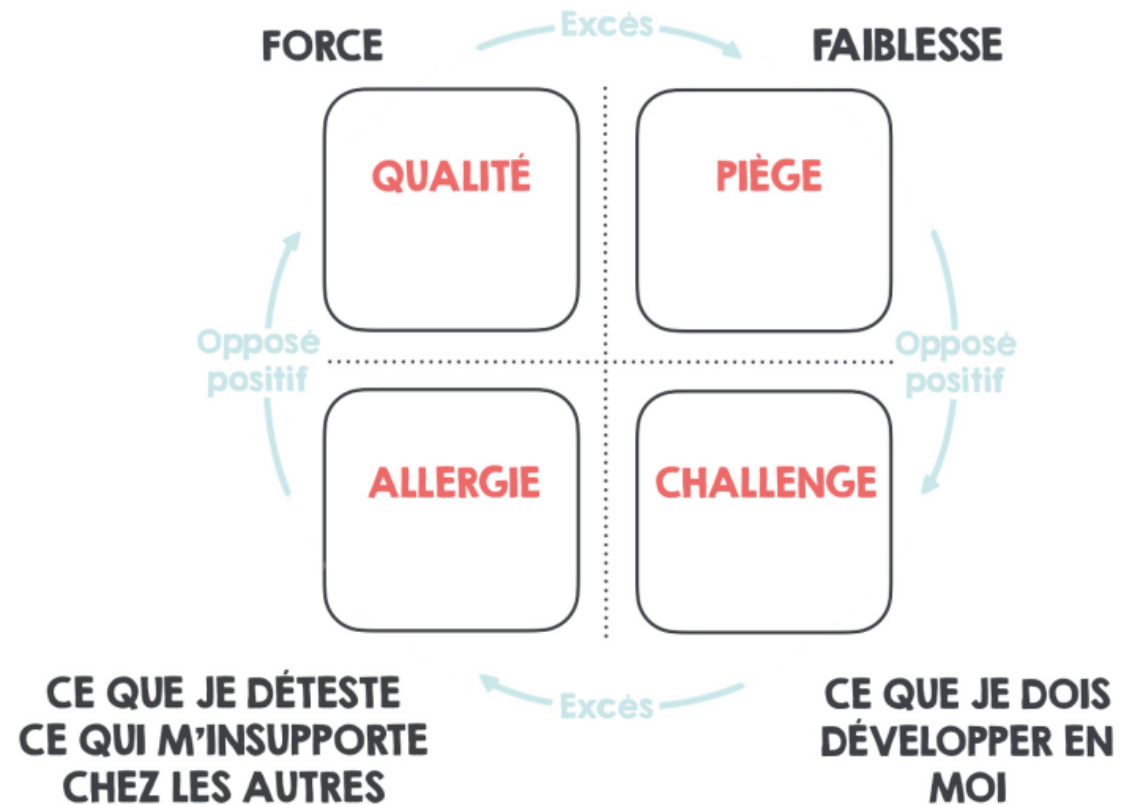 Excès
FORCE
FAIBLESSE
QUALITÉ
PIÈGE
Opposé
positif
Opposé
positif
ALLERGIE
CHALLENGE
CE QUE JE DÉTESTE
CE QUI M'INSUPPORTE
CHEZ LES AUTRES
Excès
CE QUE JE DOIS
DÉVELOPPER EN
MOI